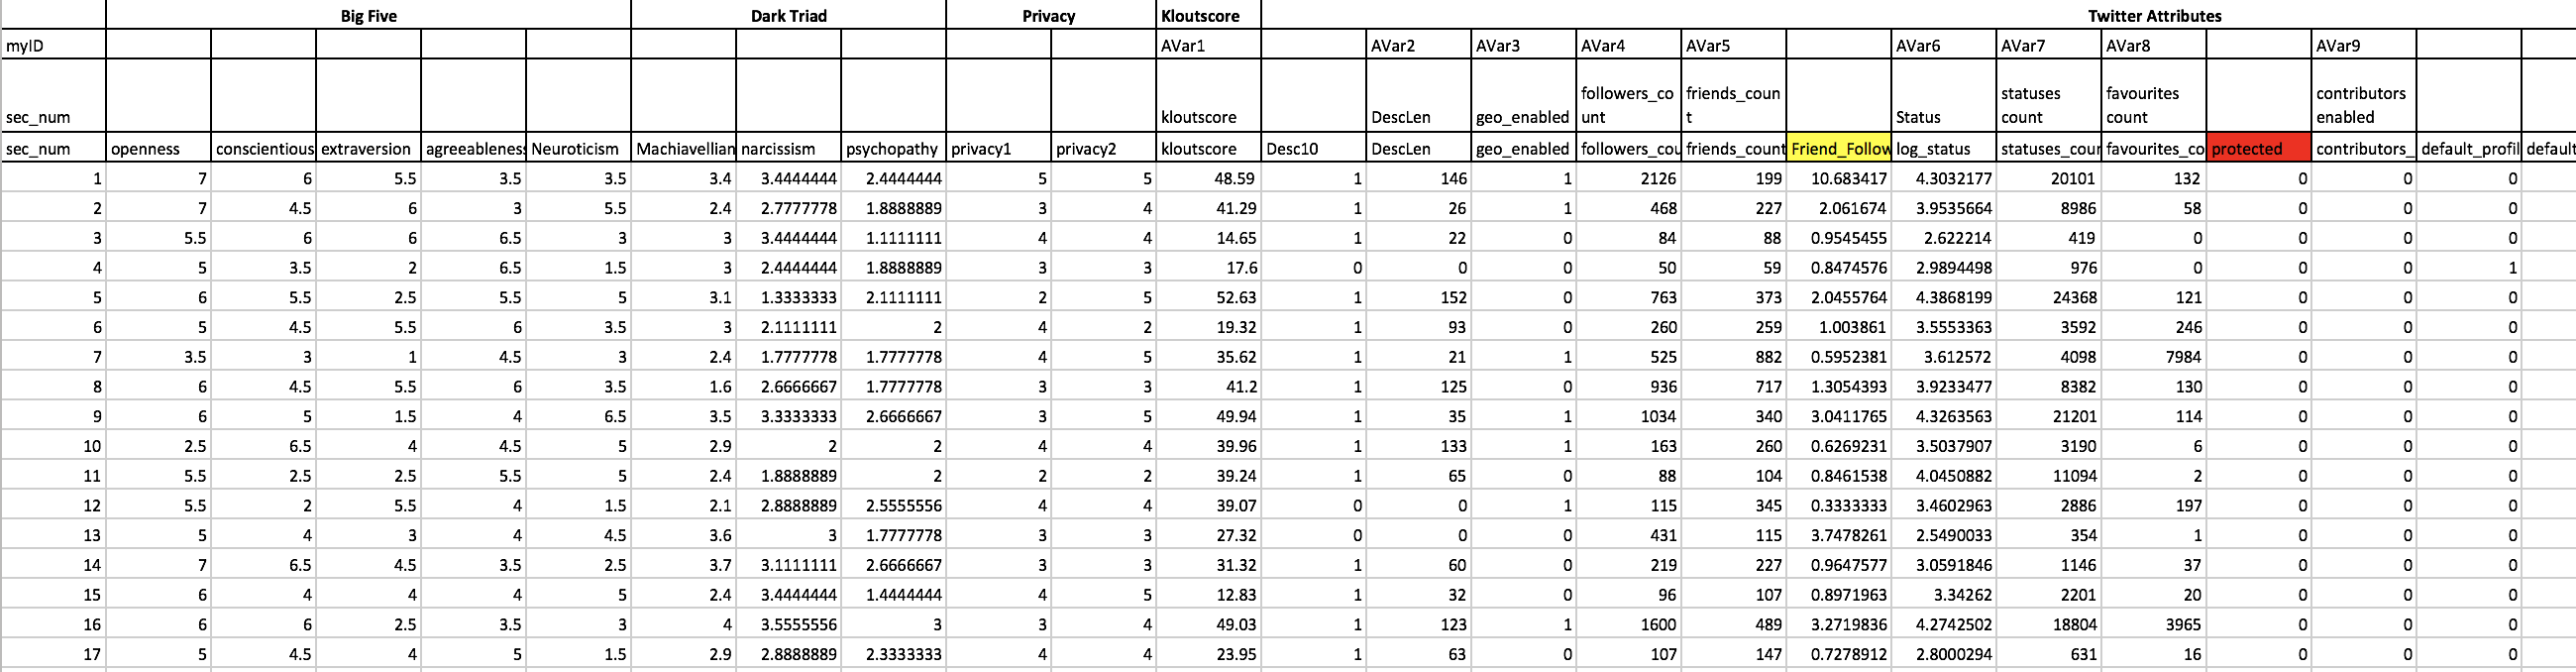 Big Five Dark Triad Privacy Kloutscore Twitter Attributes
myID AVar1 AVar2 AVar3 AVar4 AVar5 AVar6 AVar7 AVar8 AVar9
sec_num kloutscore DescLen geo_enabled followers_co unt friends_coun t Status statuses count favourites count contributors enabled
sec_num openness conscientious extraversion agreeablenes Neuroticism Machiavellian narcissism psychopathy privacy1 privacy2 kloutscore Desc10 DescLen geo_enabled followers_cou friends_count Friend_Follow log_status statuses_cour favourites_co protected contributors_ default_profil default
1 7 6 5.5 3.5 3.5 3.4 3.4444444 2.4444444 5 5 48.59 1 146 1 2126 199 10.683417 4.3032177 20101 132 0 0 0
2 7 4.5 6 3 5.5 2.4 2.7777778 1.8888889 3 4 41.29 1 26 1 468 227 2.061674 3.9535664 8986 58 0 0 0
3 5.5 6 6 6.5 3 3 3.4444444 1.1111111 4 4 14.65 1 22 0 84 88 0.9545455 2.622214 419 0 0 0 0
4 5 3.5 2 6.5 1.5 3 2.4444444 1.8888889 3 3 17.6 0 0 0 50 59 0.8474576 2.9894498 976 0 0 0 1
5 6 5.5 2.5 5.5 5 3.1 1.3333333 2.1111111 2 5 52.63 1 152 0 763 373 2.0455764 4.3868199 24368 121 0 0 0
6 5 4.5 5.5 6 3.5 3 2.1111111 2 4 2 19.32 1 93 0 260 259 1.003861 3.5553363 3592 246 0 0 0
7 3.5 3 1 4.5 3 2.4 1.7777778 1.7777778 4 5 35.62 1 21 1 525 882 0.5952381 3.612572 4098 7984 0 0 0
8 6 4.5 5.5 6 3.5 1.6 2.6666667 1.7777778 3 3 41.2 1 125 0 936 717 1.3054393 3.9233477 8382 130 0 0 0
9 6 5 1.5 4 6.5 3.5 3.3333333 2.6666667 3 5 49.94 1 35 1 1034 340 3.0411765 4.3263563 21201 114 0 0 0
10 2.5 6.5 4 4.5 5 2.9 2 2 4 4 39.96 1 133 1 163 260 0.6269231 3.5037907 3190 6 0 0 0
11 5.5 2.5 2.5 5.5 5 2.4 1.8888889 2 2 2 39.24 1 65 0 88 104 0.8461538 4.0450882 11094 2 0 0 0
12 5.5 2 5.5 4 1.5 2.1 2.8888889 2.5555556 4 4 39.07 0 0 1 115 345 0.3333333 3.4602963 2886 197 0 0 0
13 5 4 3 4 4.5 3.6 3 1.7777778 3 3 27.32 0 0 0 431 115 3.7478261 2.5490033 354 1 0 0 0
14 7 6.5 4.5 3.5 2.5 3.7 3.1111111 2.6666667 3 3 31.32 1 60 0 219 227 0.9647577 3.0591846 1146 37 0 0 0
15 6 4 4 4 5 2.4 3.4444444 1.4444444 4 5 12.83 1 32 0 96 107 0.8971963 3.34262 2201 20 0 0 0
16 6 6 2.5 3.5 3 4 3.5555556 3 3 4 49.03 1 123 1 1600 489 3.2719836 4.2742502 18804 3965 0 0 0
17 5 4.5 4 5 1.5 2.9 2.8888889 2.3333333 4 4 23.95 1 63 0 107 147 0.7278912 2.8000294 631 16 0 0 0